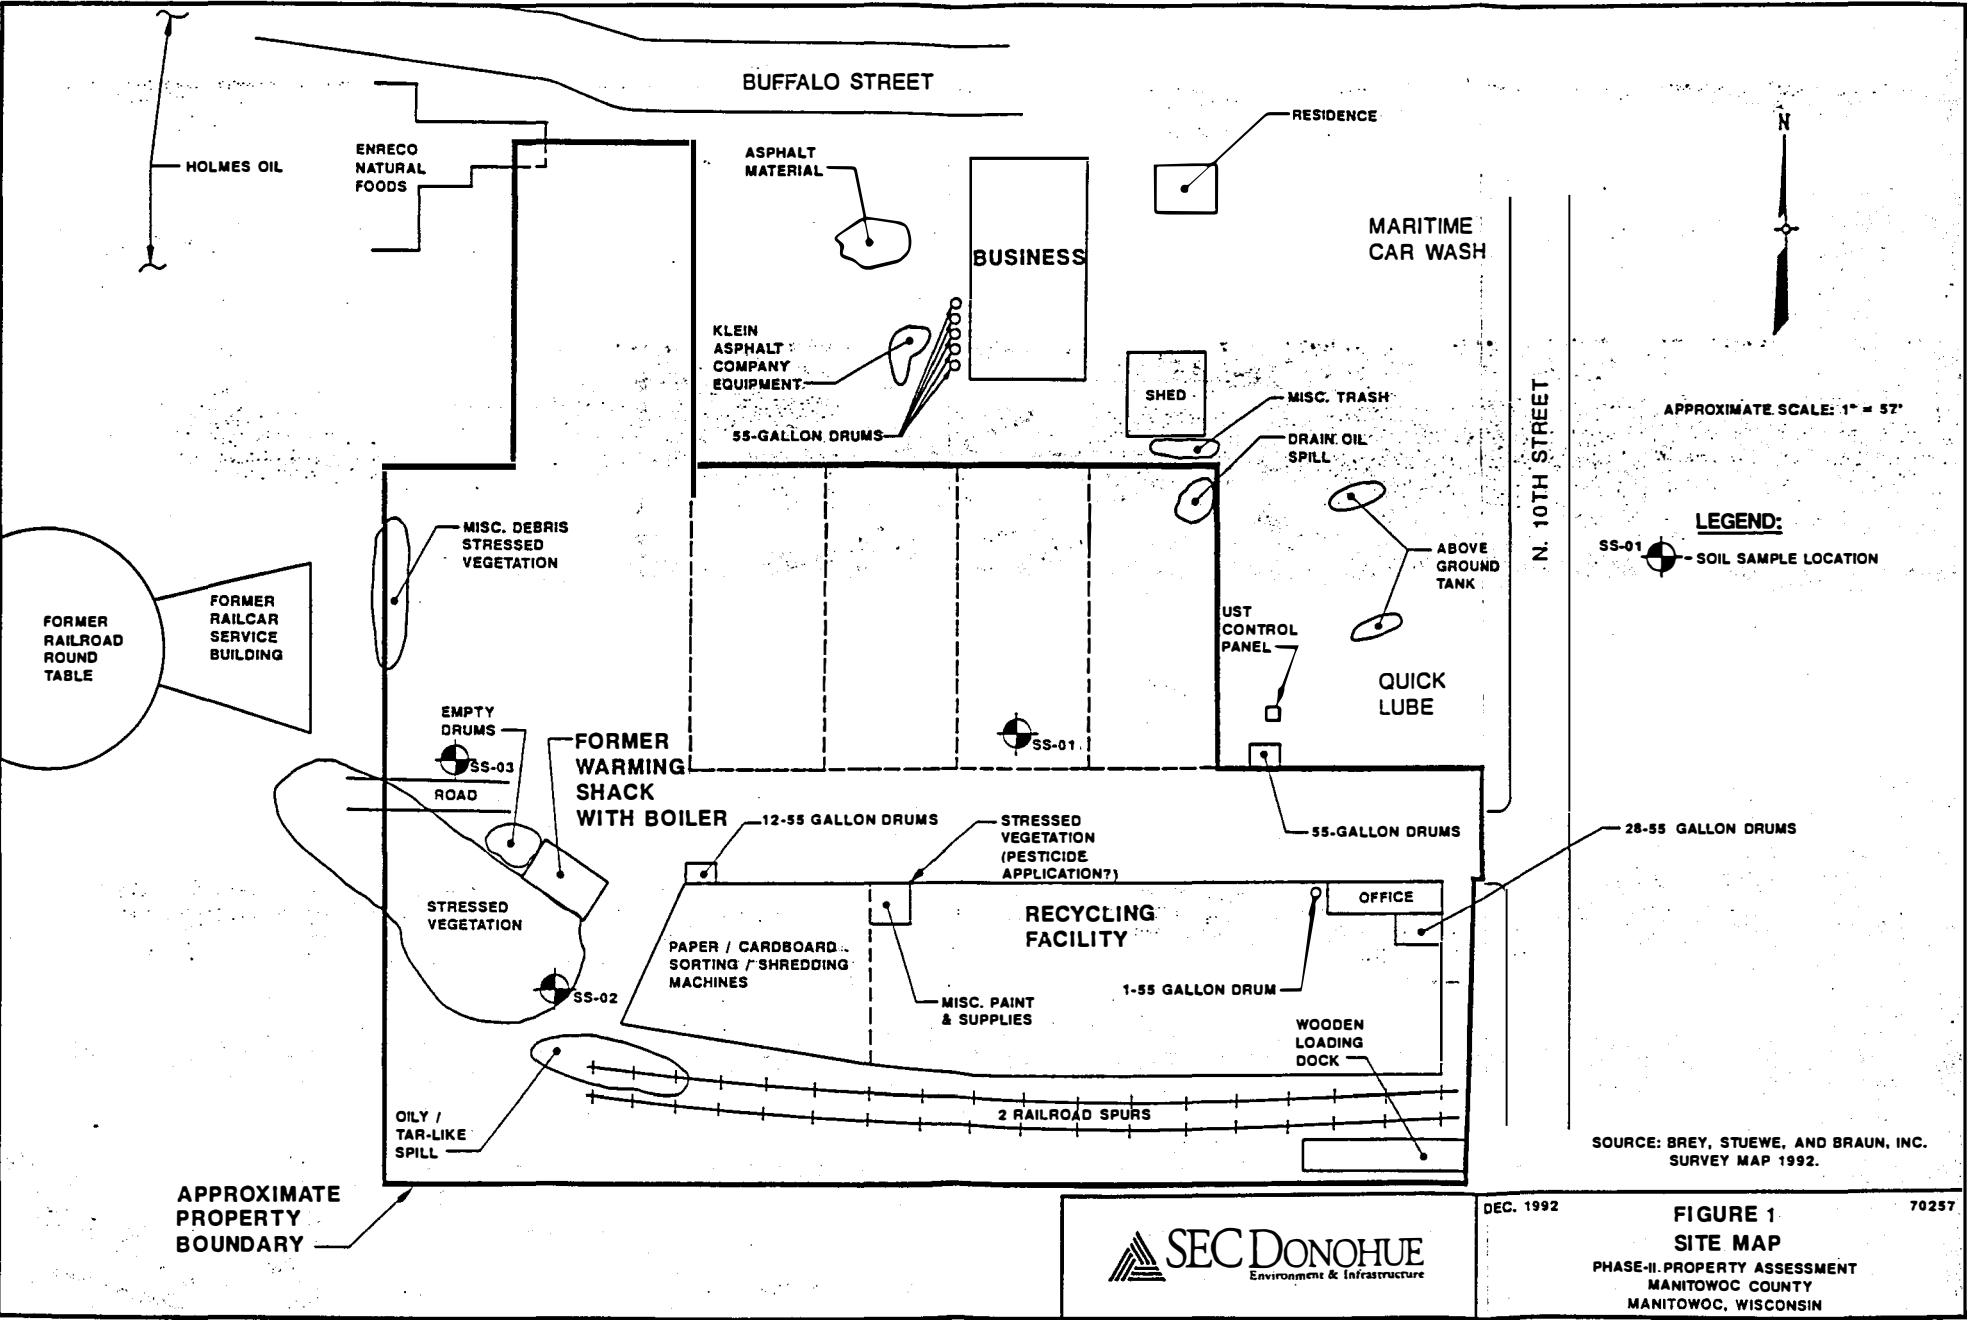 BUFFALO STREET
HOLMES OIL
ENRECO
NATURAL
FOODS
ASPHALT
MATERIAL
RESIDENCE
N
MARITIME
CAR WASH
BUSINESS
KLEIN
ASPHALT
COMPANY
EQUIPMENT
55-GALLON DRUMS
SHED
MISC. TRASH
DRAIN OIL
SPILL
N. 10TH STREET
APPROXIMATE SCALE: 1" = 57'
LEGEND:
SS-01
- SOIL SAMPLE LOCATION
MISC. DEBRIS
STRESSED
VEGETATION
ABOVE
GROUND
TANK
FORMER
RAILROAD
ROUND
TABLE
FORMER
RAILCAR
SERVICE
BUILDING
UST
CONTROL
PANEL
QUICK
LUBE
EMPTY
DRUMS
SS-03
ROAD
FORMER
WARMING
SHACK
WITH BOILER
SS-01
12-55 GALLON DRUMS
STRESSED
VEGETATION
(PESTICIDE
APPLICATION?)
55-GALLON DRUMS
28-55 GALLON DRUMS
STRESSED
VEGETATION
OFFICE
RECYCLING
FACILITY
PAPER / CARDBOARD
SORTING / SHREDDING
MACHINES
SS-02
MISC. PAINT
& SUPPLIES
1-55 GALLON DRUM
WOODEN
LOADING
DOCK
OILY /
TAR-LIKE
SPILL
2 RAILROAD SPURS
SOURCE: BREY, STUEWE, AND BRAUN, INC.
SURVEY MAP 1992.
APPROXIMATE
PROPERTY
BOUNDARY
SEC DONOHUE
Environment & Infrastructure
DEC. 1992
70257
FIGURE 1
SITE MAP
PHASE-II PROPERTY ASSESSMENT
MANITOWOC COUNTY
MANITOWOC, WISCONSIN